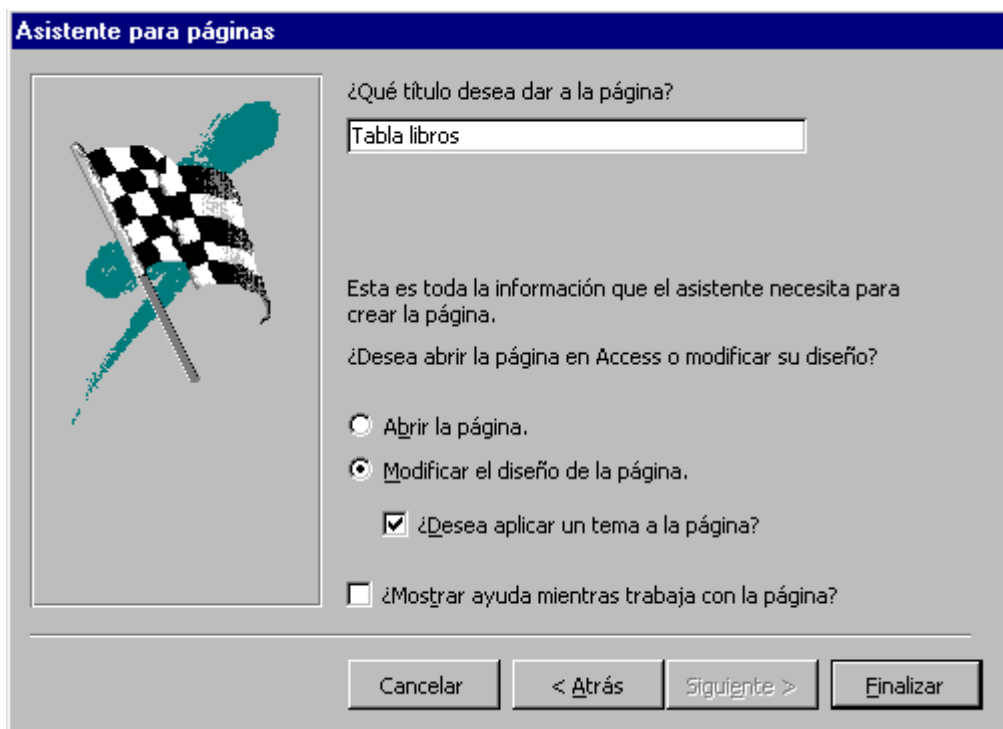 Asistente para páginas
¿Qué título desea dar a la página?
Tabla libros
Esta es toda la información que el asistente necesita para
crear la página.
¿Desea abrir la página en Access o modificar su diseño?
Abrir la página.
Modificar el diseño de la página.
¿Desea aplicar un tema a la página?
¿Mostrar ayuda mientras trabaja con la página?
Cancelar
< Atrás
Siguiente >
Finalizar